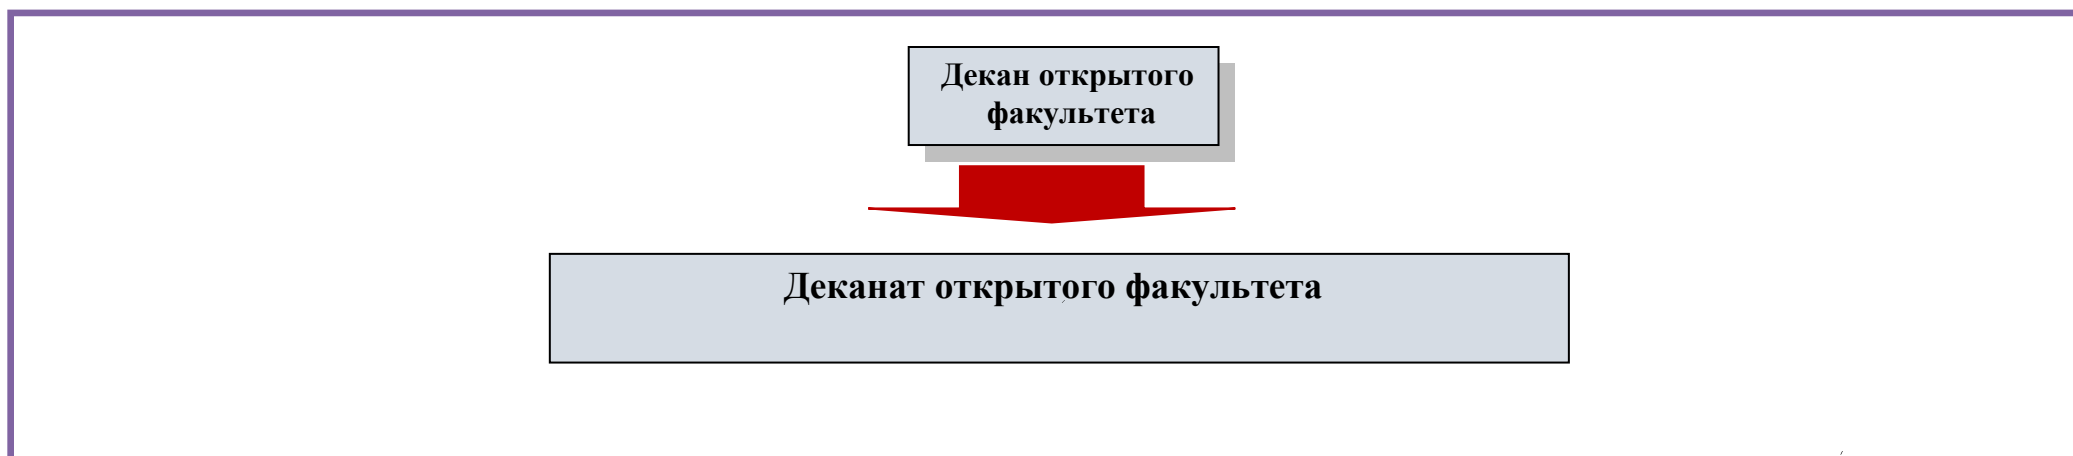 Декан открытого
факультета
Деканат открытого факультета